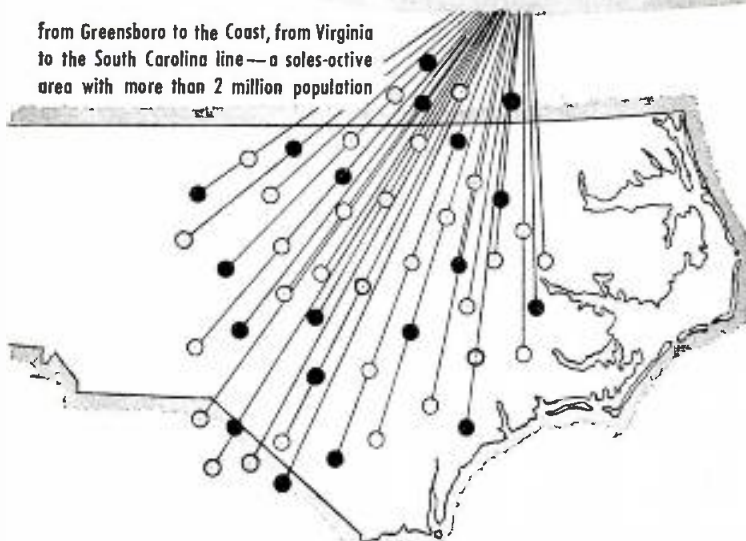 from Greensboro to the Coast, from Virginia
to the South Carolina line—a soles-octive
area with more than 2 million population